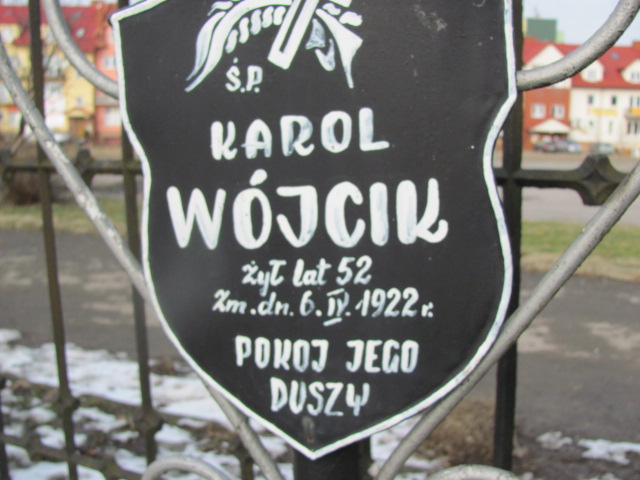 Ś.P.
KAROL
WÓJCIK
żył lat 52
Zm. dn. 6. IV. 1922 r.
POKOJ JEGO
DUSZY